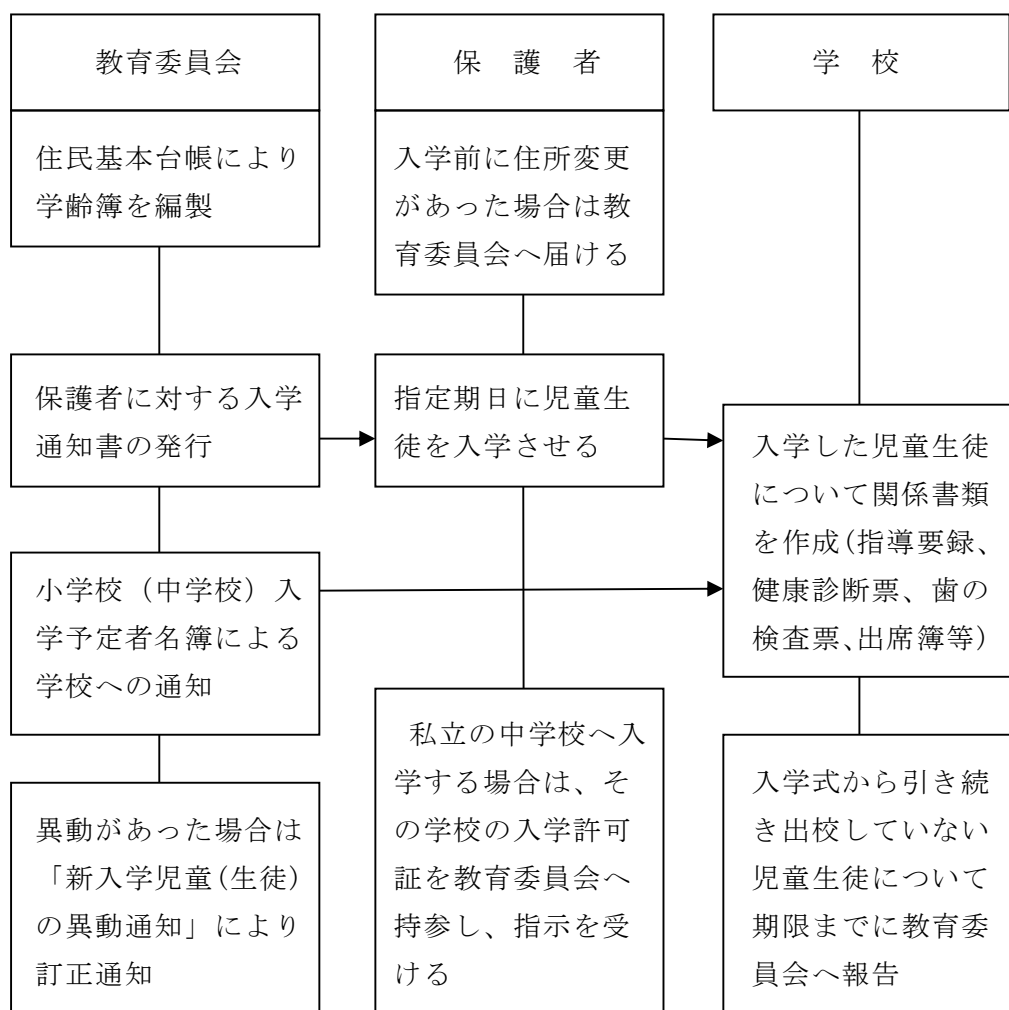 教育委員会
住民基本台帳により
学齢簿を編製
保護者に対する入学
通知書の発行
小学校（中学校）入
学予定者名簿による
学校への通知
異動があった場合は
「新入学児童(生徒)
の異動通知」により
訂正通知
保　護　者
入学前に住所変更
があった場合は教
育委員会へ届ける
指定期日に児童生
徒を入学させる
私立の中学校へ入
学する場合は、そ
の学校の入学許可
証を教育委員会へ
持参し、指示を受
ける
学　校
入学した児童生徒
について関係書類
を作成(指導要録、
健康診断票、歯の
検査票、出席簿等)
入学式から引き続
き出校していない
児童生徒について
期限までに教育委
員会へ報告